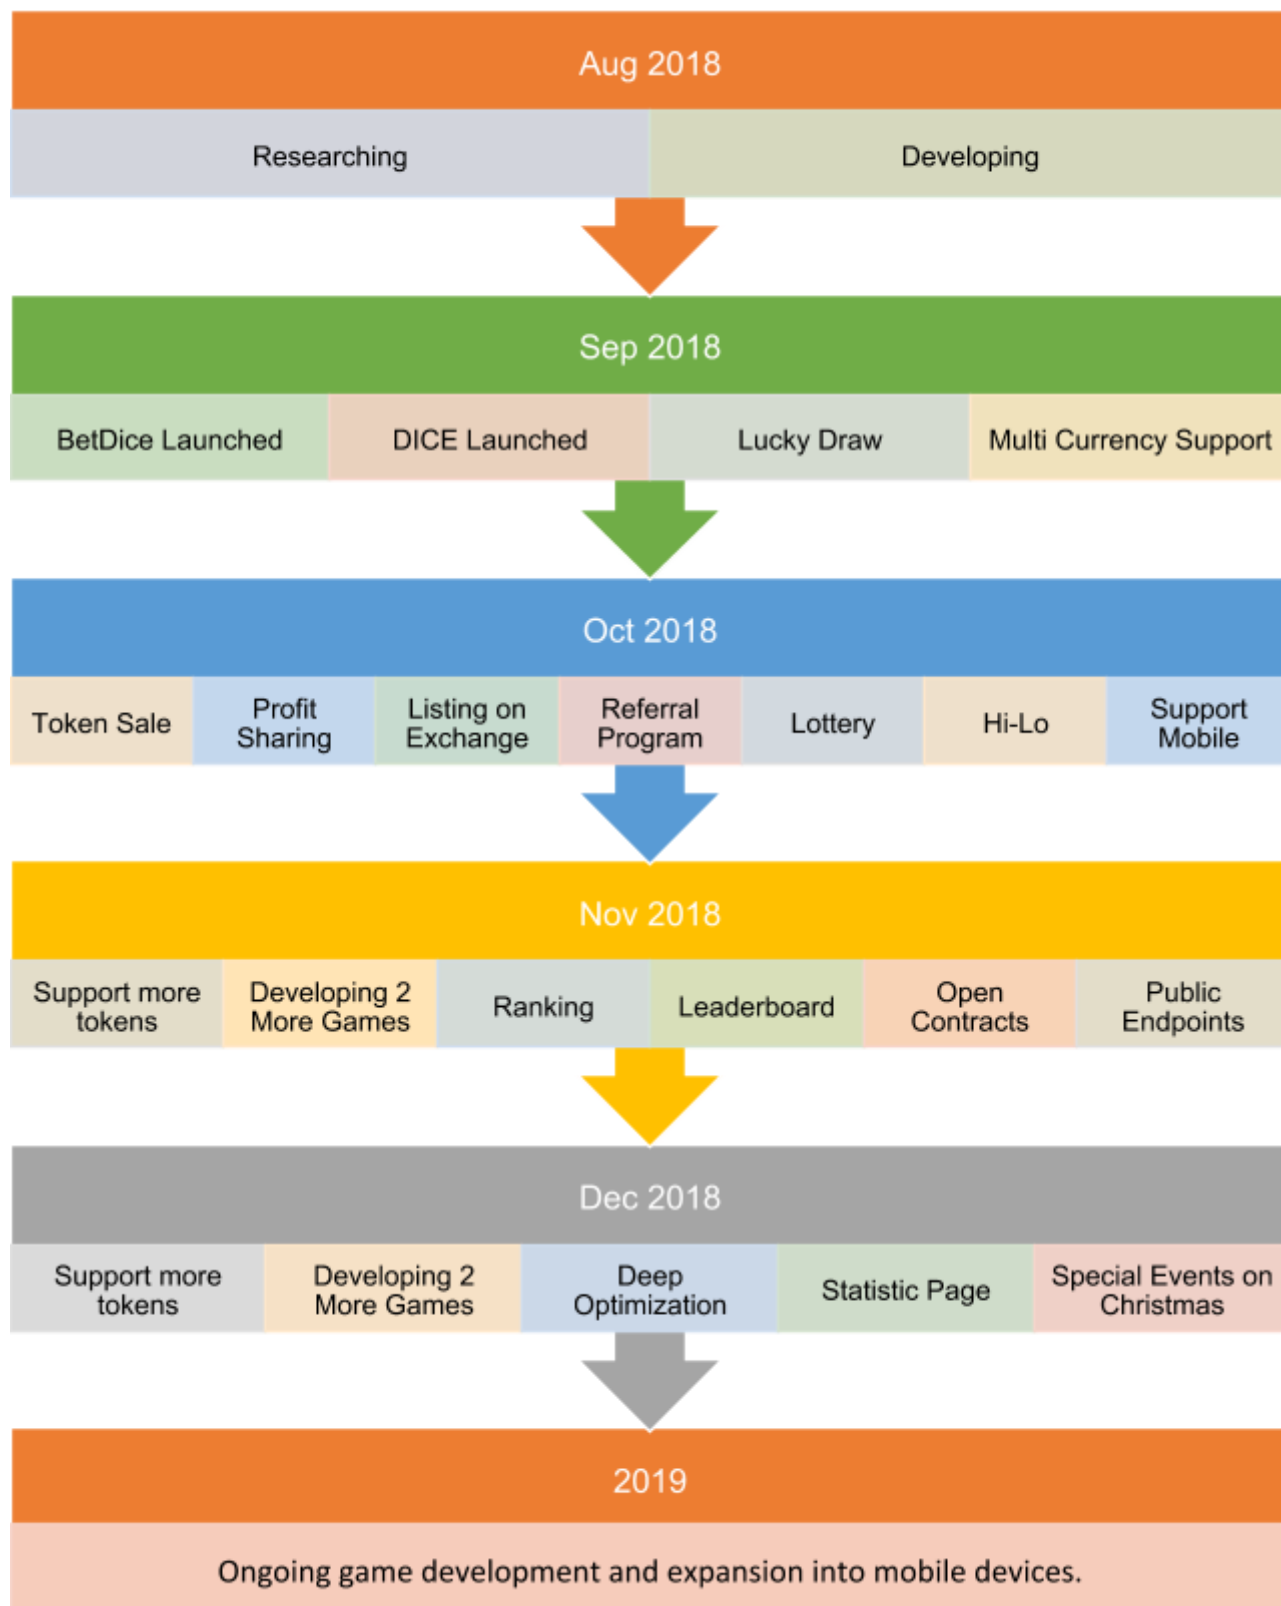 Aug 2018
Researching
Developing
Sep 2018
BetDice Launched
DICE Launched
Lucky Draw
Multi Currency Support
Oct 2018
Token Sale
Profit
Sharing
Listing on
Exchange
Referral
Program
Lottery
Hi-Lo
Support
Mobile
Nov 2018
Support more
tokens
Developing 2
More Games
Ranking
Leaderboard
Open
Contracts
Public
Endpoints
Dec 2018
Support more
tokens
Developing 2
More Games
Deep
Optimization
Statistic Page
Special Events on
Christmas
2019
Ongoing game development and expansion into mobile devices.